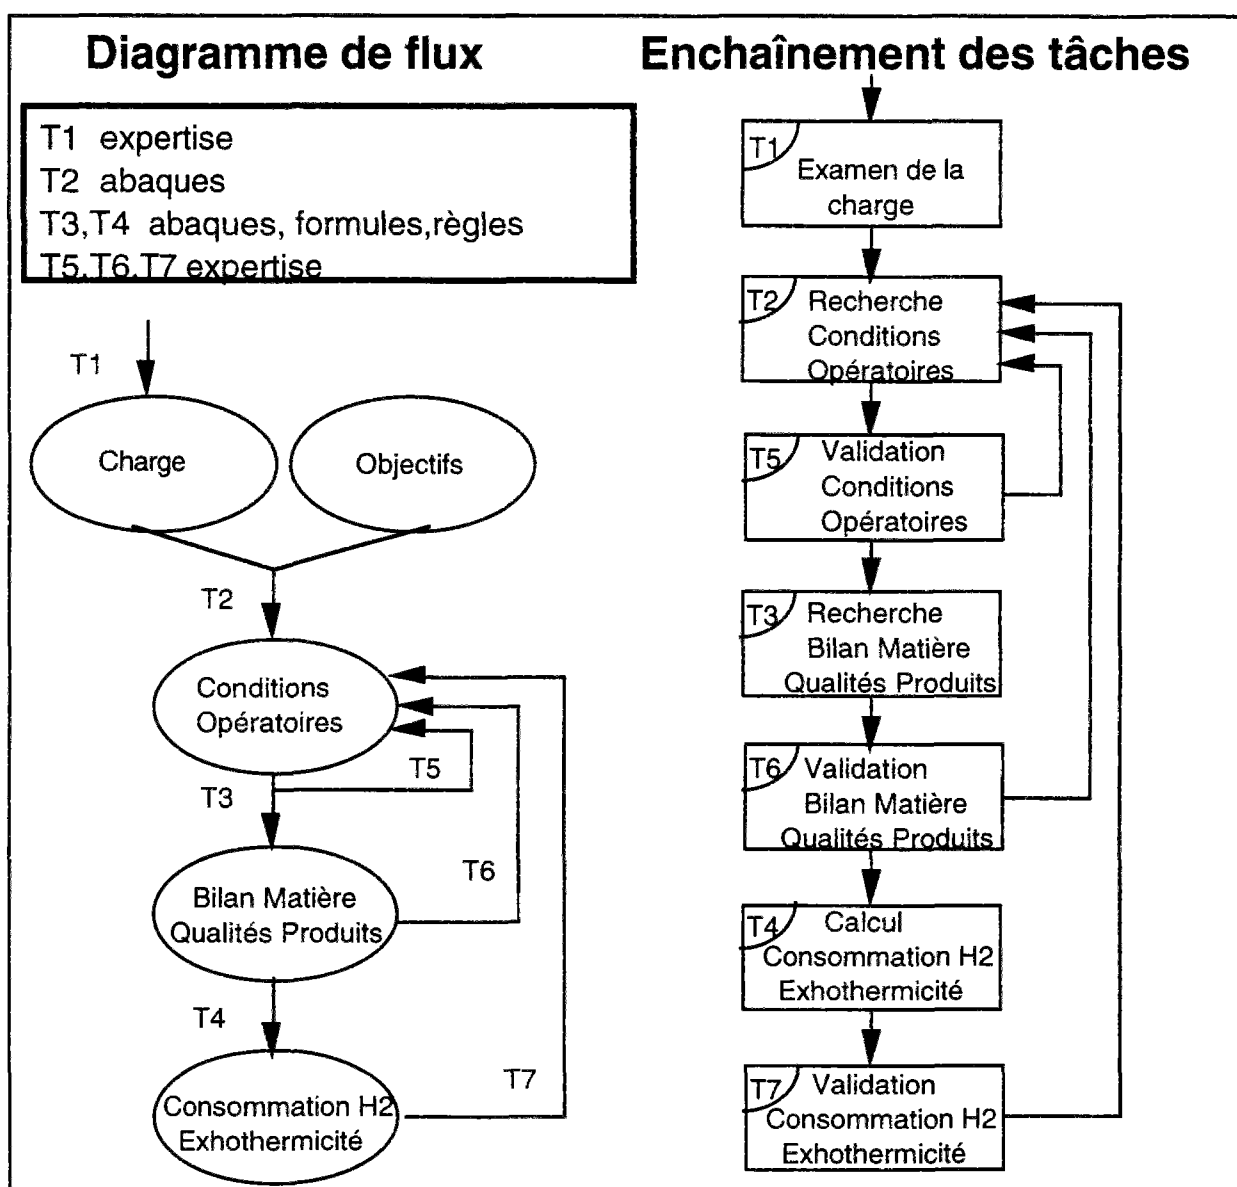 Diagramme de flux
T1 expertise
T2 abaques
T3,T4 abaques, formules,règles
T5,T6,T7 expertise
T1
Charge
Objectifs
T2
Conditions
Opératoires
T5
T3
T6
Bilan Matière
Qualités Produits
T4
T7
Consommation H2
Exhothermicité
Enchaînement des tâches
T1
Examen de la
charge
T2
Recherche
Conditions
Opératoires
T5
Validation
Conditions
Opératoires
T3
Recherche
Bilan Matière
Qualités Produits
T6
Validation
Bilan Matière
Qualités Produits
T4
Calcul
Consommation H2
Exhothermicité
T7
Validation
Consommation H2
Exhothermicité